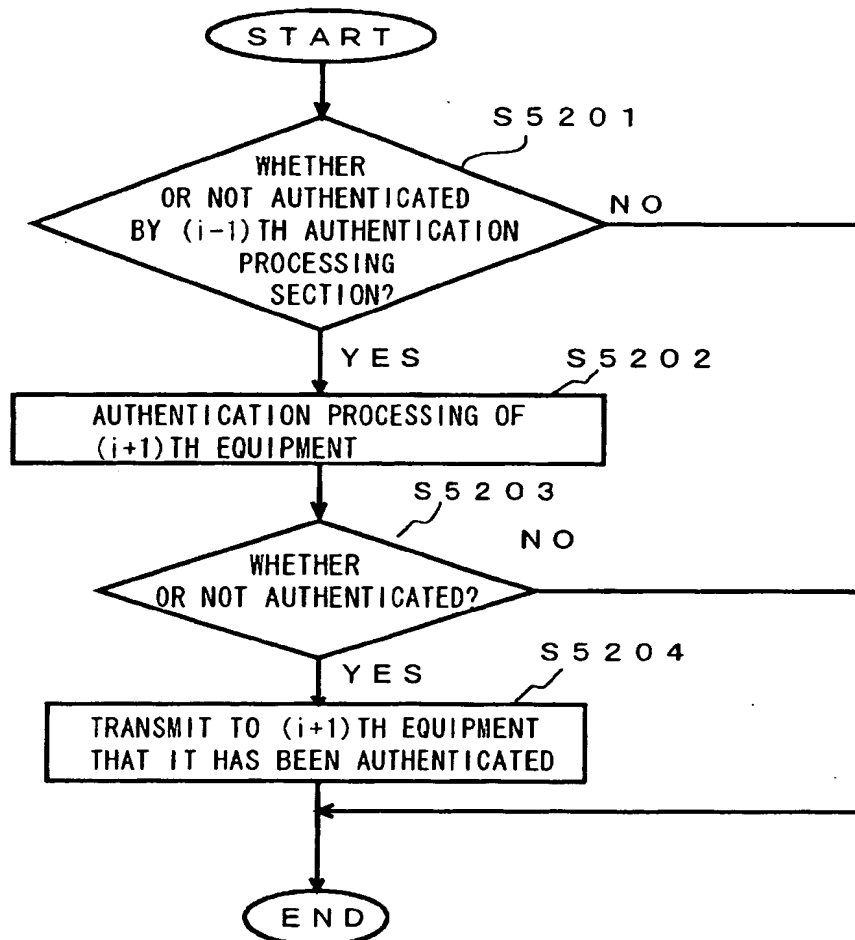 START
S5201
WHETHER
OR NOT AUTHENTICATED
BY (i-1)TH AUTHENTICATION
PROCESSING
SECTION?
NO
YES
S5202
AUTHENTICATION PROCESSING OF
(i+1)TH EQUIPMENT
S5203
NO
WHETHER
OR NOT AUTHENTICATED?
YES
S5204
TRANSMIT TO (i+1)TH EQUIPMENT
THAT IT HAS BEEN AUTHENTICATED
END